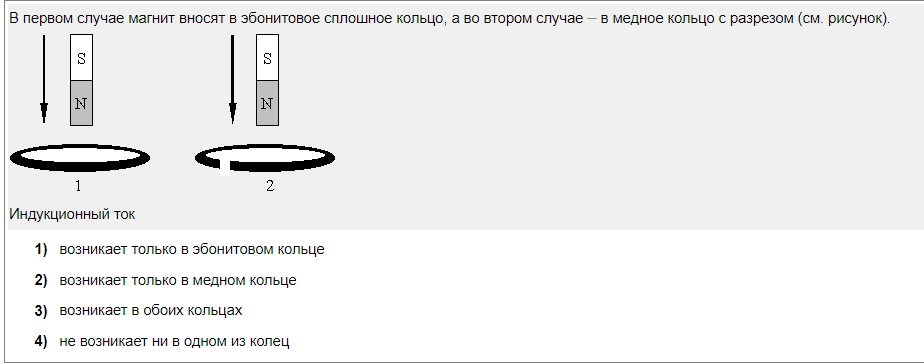 В первом случае магнит вносят в эбонитовое сплошное кольцо, а во втором случае – в медное кольцо с разрезом (см. рисунок).
S S
N N
1 2
Индукционный ток
1) возникает только в эбонитовом кольце
2) возникает только в медном кольце
3) возникает в обоих кольцах
4) не возникает ни в одном из колец